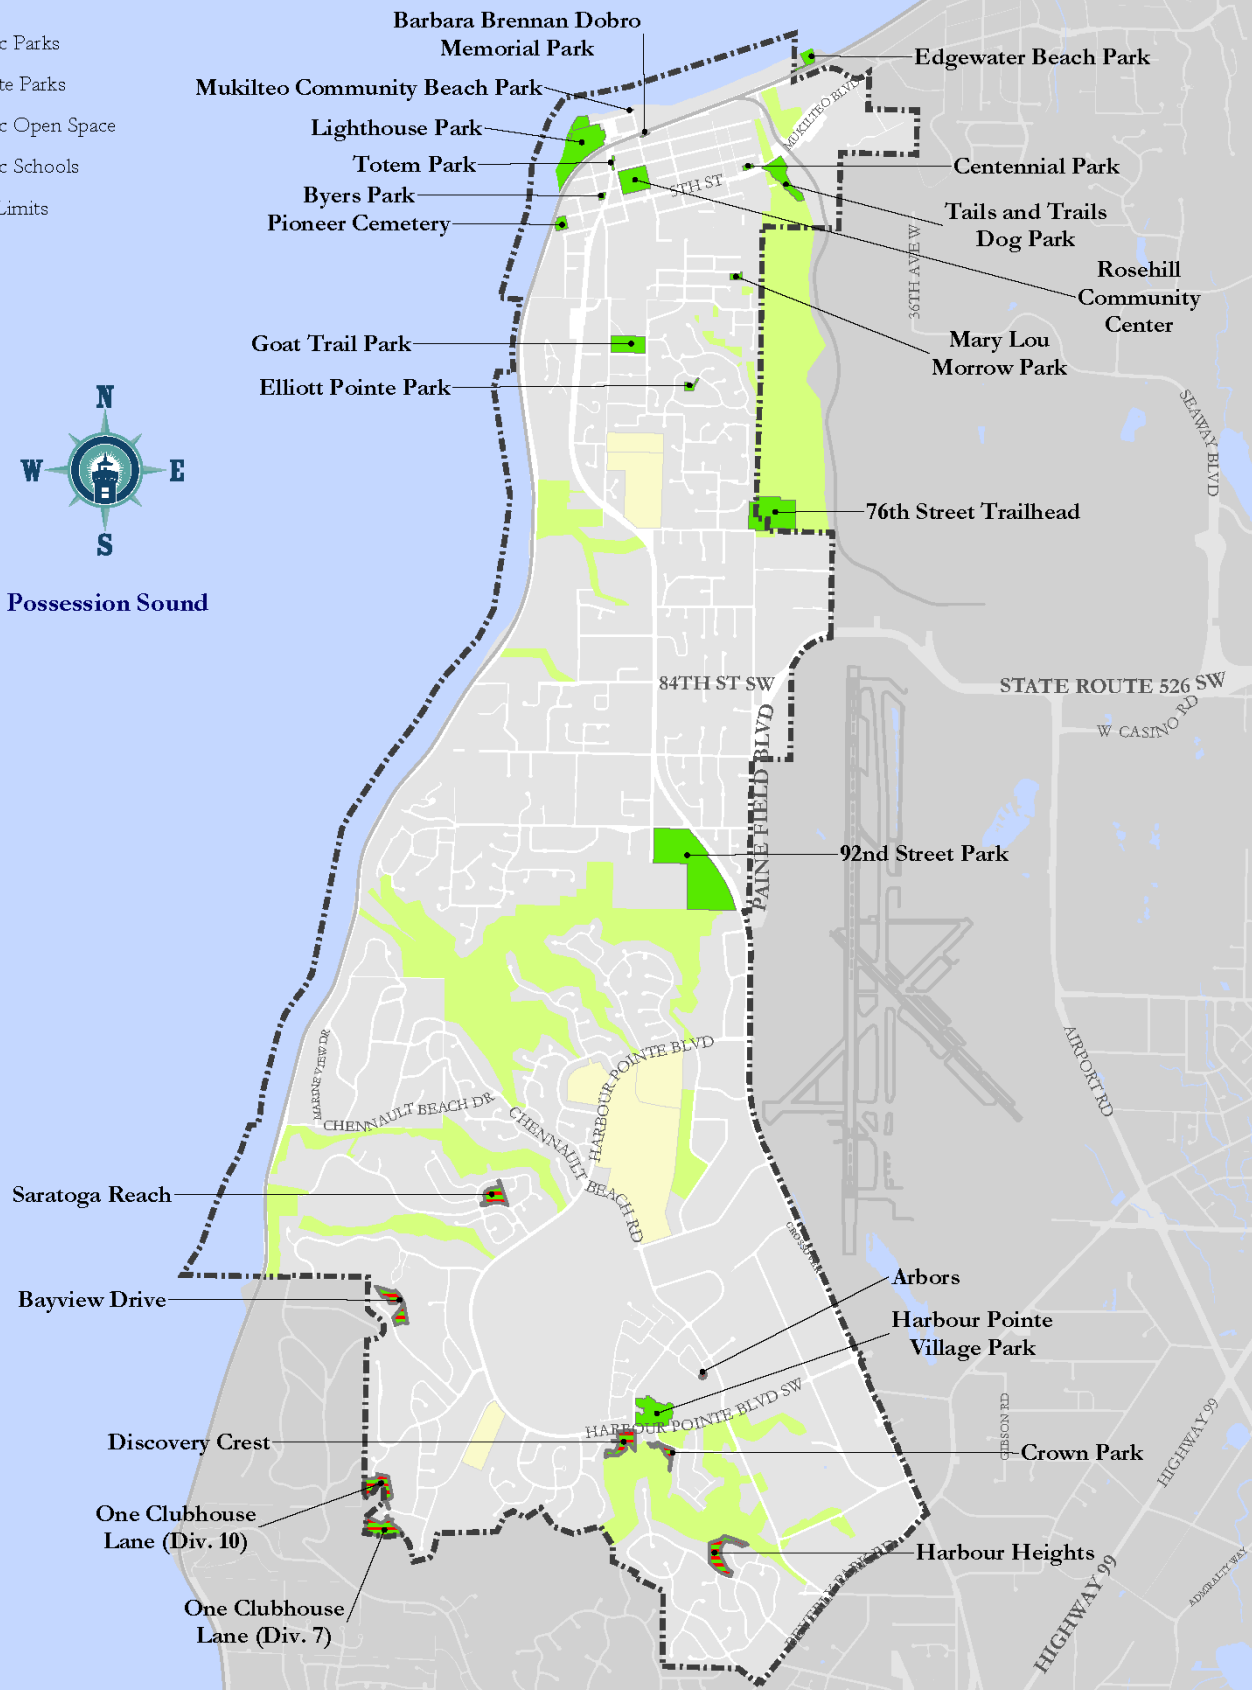 c Parks
te Parks
c Open Space
c Schools
Limits
Barbara Brennan Dobro
Memorial Park
Edgewater Beach Park
Mukilteo Community Beach Park
MUKILTEO BLVD
Lighthouse Park
Totem Park
Centennial Park
Byers Park
5TH ST
Pioneer Cemetery
Tails and Trails
Dog Park
36TH AVE W
Rosehill
Community
Center
Goat Trail Park
Mary Lou
Morrow Park
Elliott Pointe Park
N
W
E
S
SEAWAY BLVD
76th Street Trailhead
Possession Sound
84TH ST SW
STATE ROUTE 526 SW
W CASINO RD
PAINE FIELD BLVD
92nd Street Park
MARINE VIEW DR
HARBOUR POINTE BLVD
AIRPORT RD
CHENNAULT BEACH DR
CHENNAULT BEACH RD
Saratoga Reach
CROSSOVER
Arbors
Bayview Drive
Harbour Pointe
Village Park
HARBOUR POINTE BLVD SW
GIBSON RD
HIGHWAY 99
Discovery Crest
Crown Park
One Clubhouse
Lane (Div. 10)
Harbour Heights
BEVERLY PARK RD
HIGHWAY 99
ADMIRALTY WAY
One Clubhouse
Lane (Div. 7)